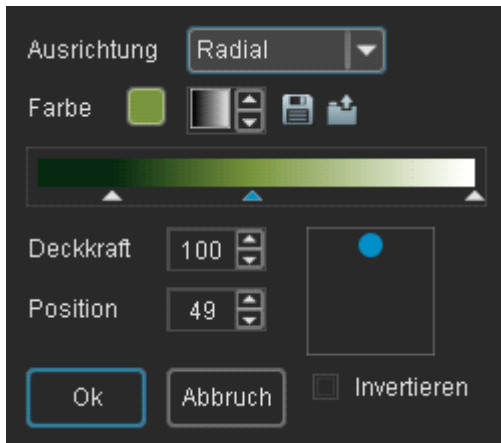 Ausrichtung Radial
Farbe
Deckkraft 100
Position 49
Ok Abbruch Invertieren